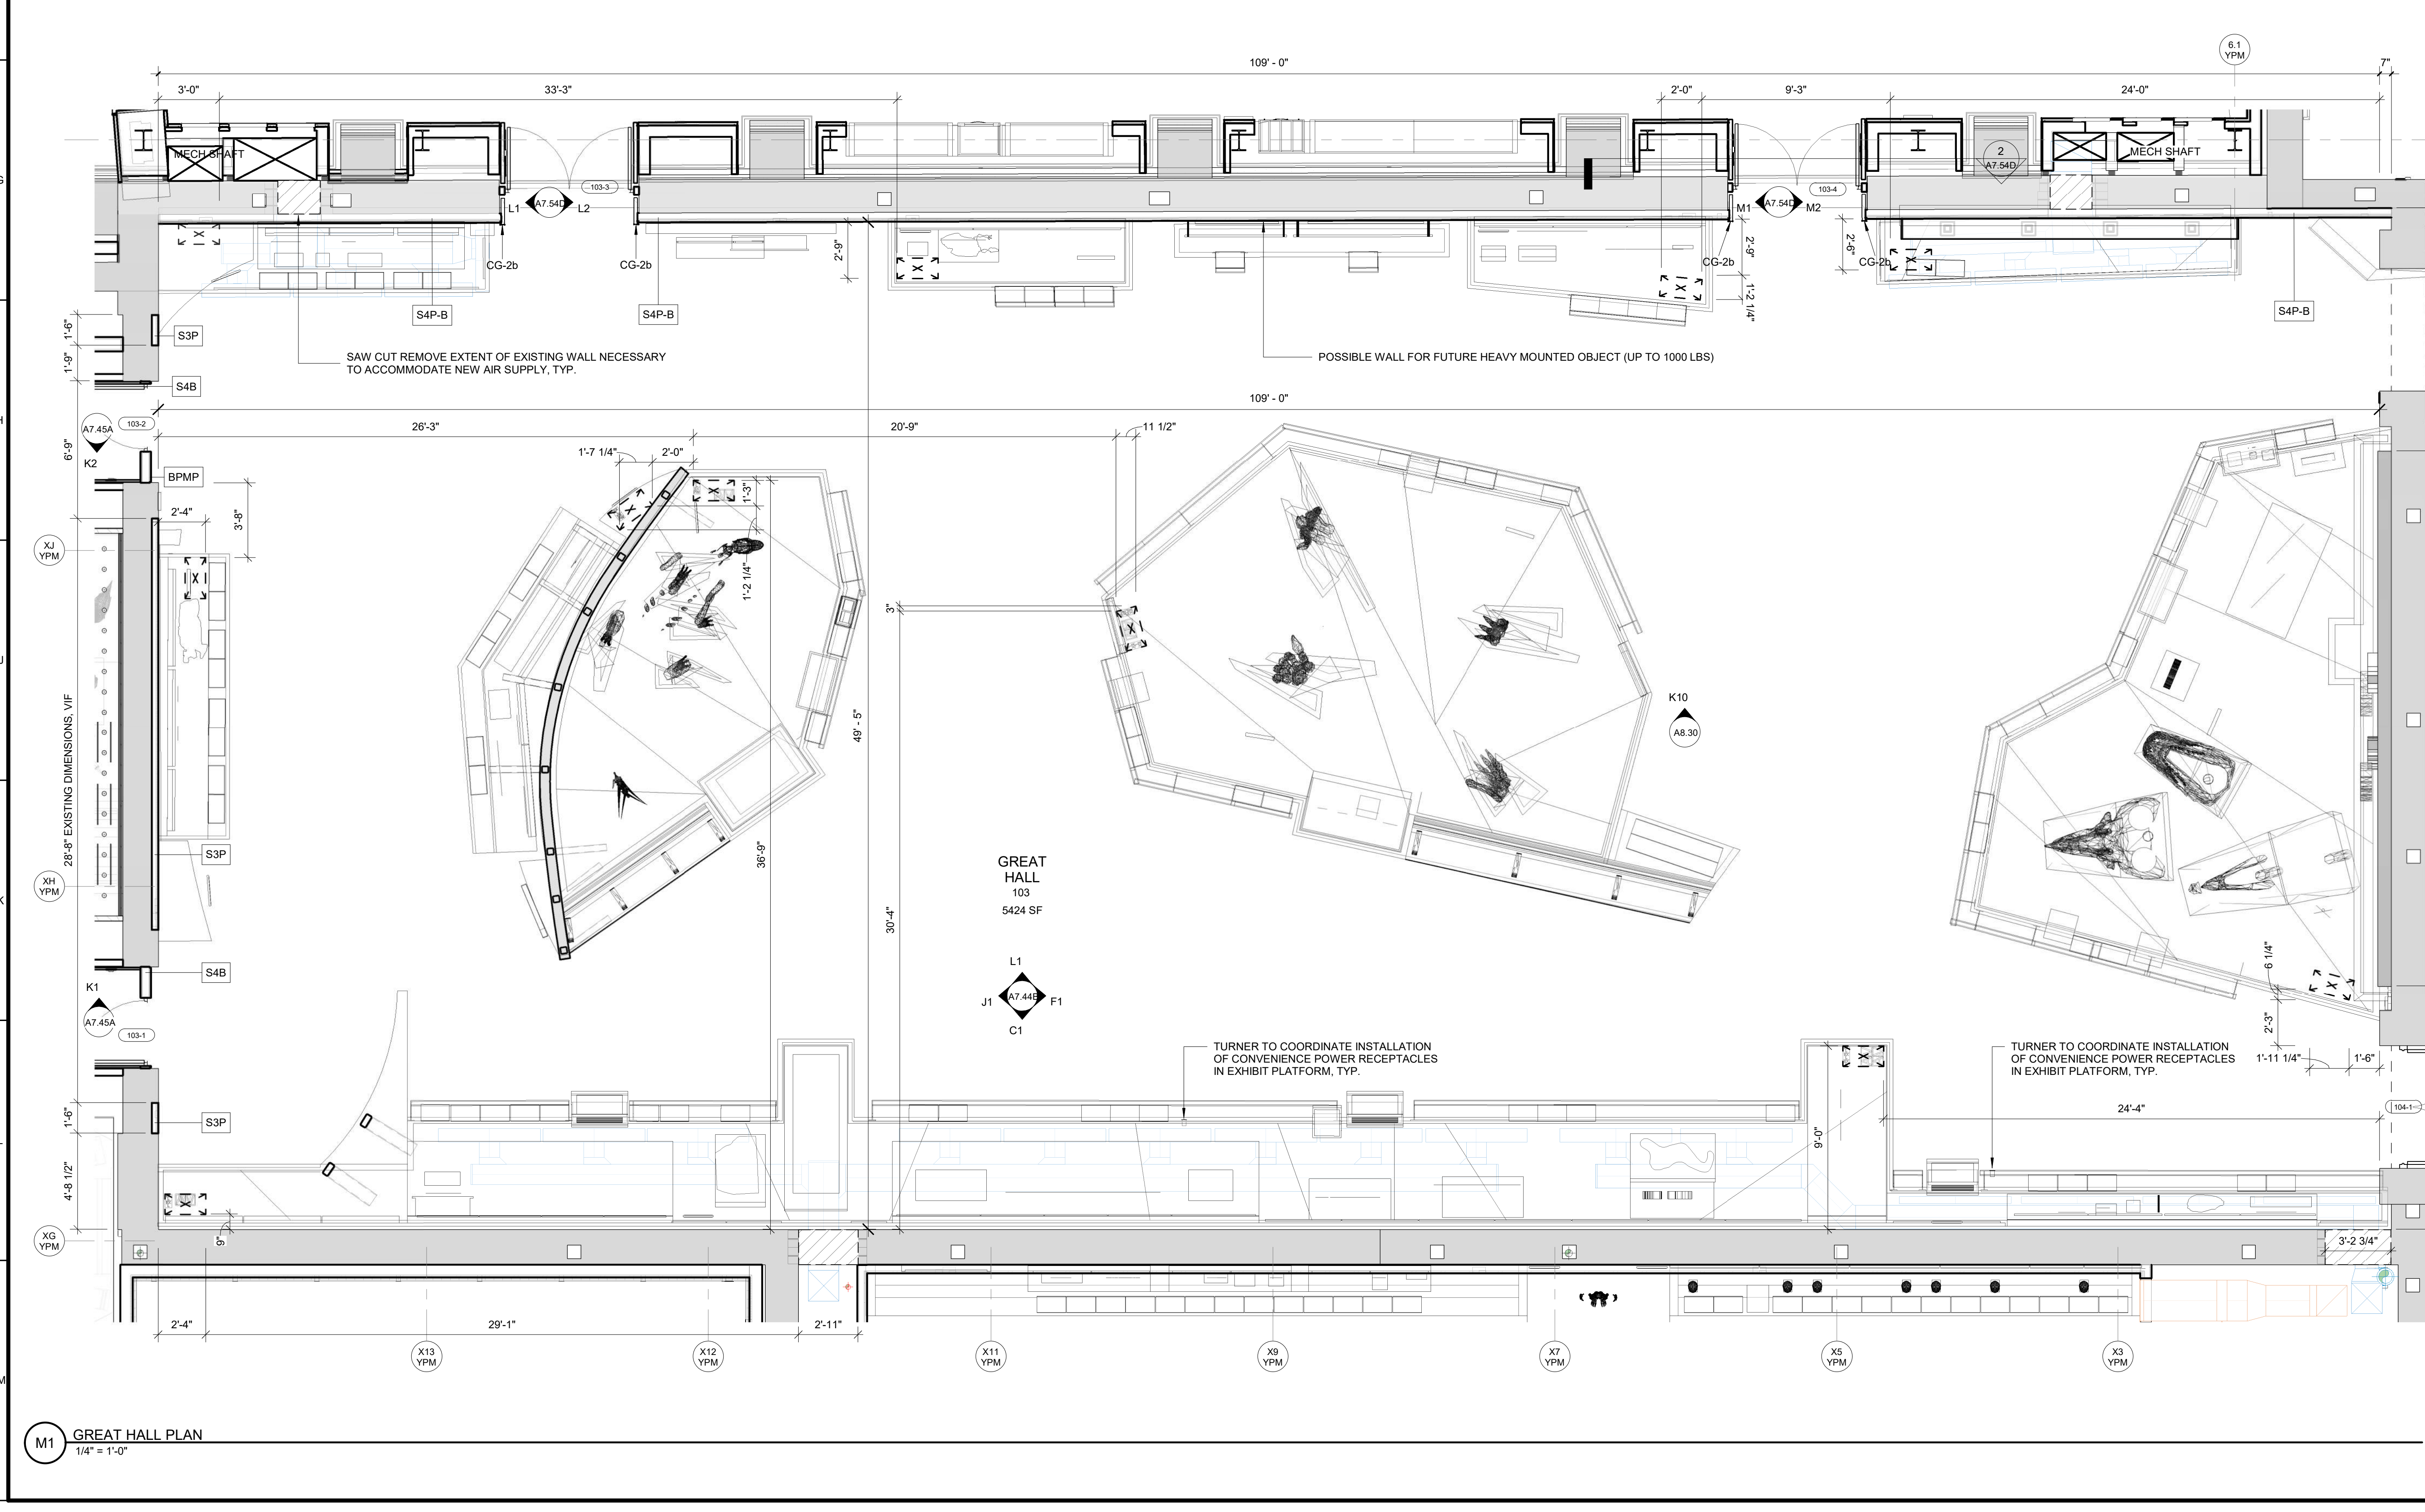 6.1
YPM
109' - 0"
7"
3'-0"
33'-3"
2'-0"
9'-3"
24'-0"
MECH SHAFT
2
A7.54D
MECH SHAFT
103-3
103-4
L1
A7.54D
L2
M1
A7.54D
M2
CG-2b
CG-2b
2'-9"
CG-2b
2'-9"
1'-2 1/4"
2'-6"
CG-2b
S4P-B
S4P-B
S4P-B
1'-6"
S3P
1'-9"
S4B
SAW CUT REMOVE EXTENT OF EXISTING WALL NECESSARY
TO ACCOMMODATE NEW AIR SUPPLY, TYP.
POSSIBLE WALL FOR FUTURE HEAVY MOUNTED OBJECT (UP TO 1000 LBS)
109' - 0"
A7.45A
103-2
K2
6'-9"
26'-3"
20'-9"
11 1/2"
1'-7 1/4"
2'-0"
BPMP
2'-4"
3'-8"
1'-3"
1'-2 1/4"
XJ
YPM
3"
28'-8" EXISTING DIMENSIONS, VIF
49' - 5"
K10
A8.30
S3P
36'-9"
XH
YPM
GREAT
HALL
103
5424 SF
30'-4"
S4B
K1
A7.45A
103-1
L1
J1
A7.44B
F1
C1
6 1/4"
2'-3"
1'-11 1/4"
1'-6"
TURNER TO COORDINATE INSTALLATION
OF CONVENIENCE POWER RECEPTACLES
IN EXHIBIT PLATFORM, TYP.
TURNER TO COORDINATE INSTALLATION
OF CONVENIENCE POWER RECEPTACLES
IN EXHIBIT PLATFORM, TYP.
1'-6"
S3P
9'-0"
24'-4"
104-1
4'-8 1/2"
9"
XG
YPM
3'-2 3/4"
2'-4"
29'-1"
2'-11"
X13
YPM
X12
YPM
X11
YPM
X9
YPM
X7
YPM
X5
YPM
X3
YPM
M1
GREAT HALL PLAN
1/4" = 1'-0"